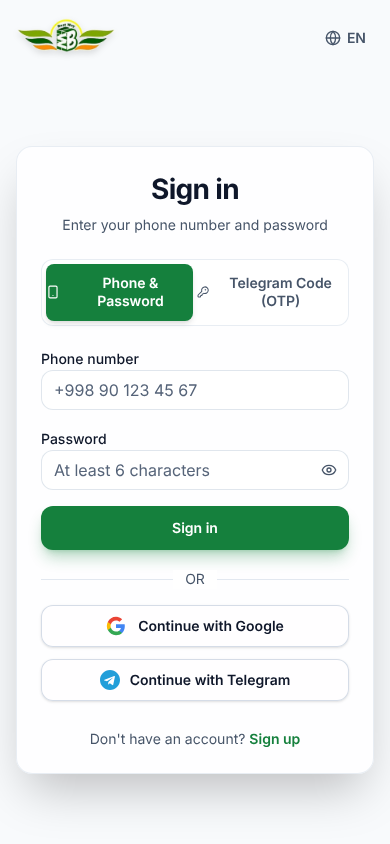 EN
Sign in
Enter your phone number and password
Phone &
Password
Telegram Code
(OTP)
Phone number
+998 90 123 45 67
Password
At least 6 characters
Sign in
OR
Continue with Google
Continue with Telegram
Don't have an account? Sign up